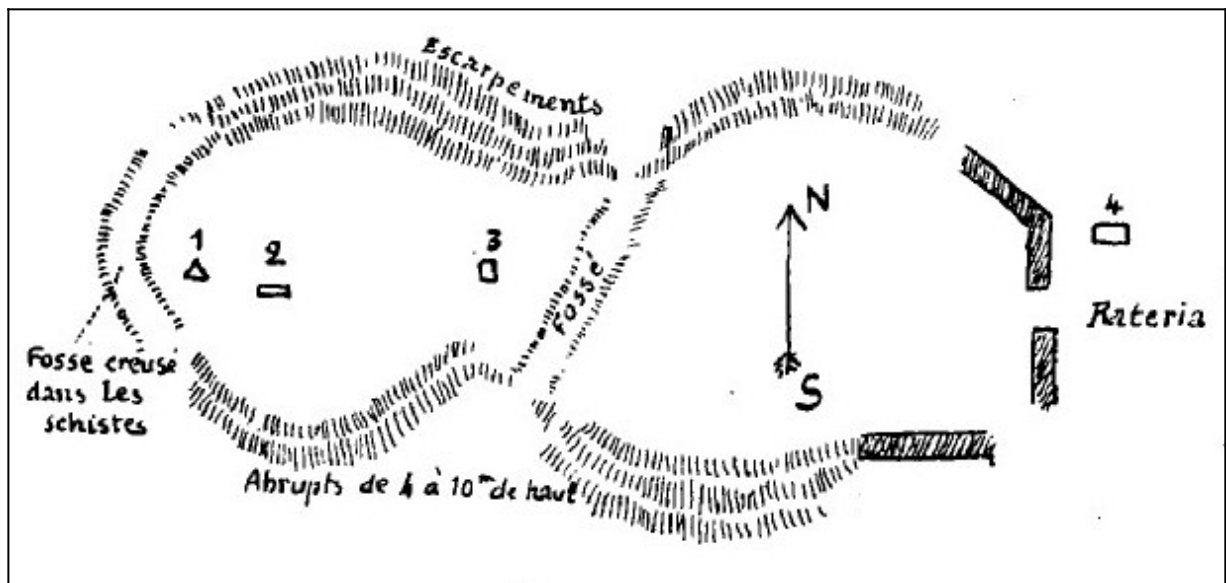 Escarpements
1
2
3
Fossé
N
S
4
Rateria
Fosse creusé
dans Les
schistes
Abrupts de 4 à 10m de haut